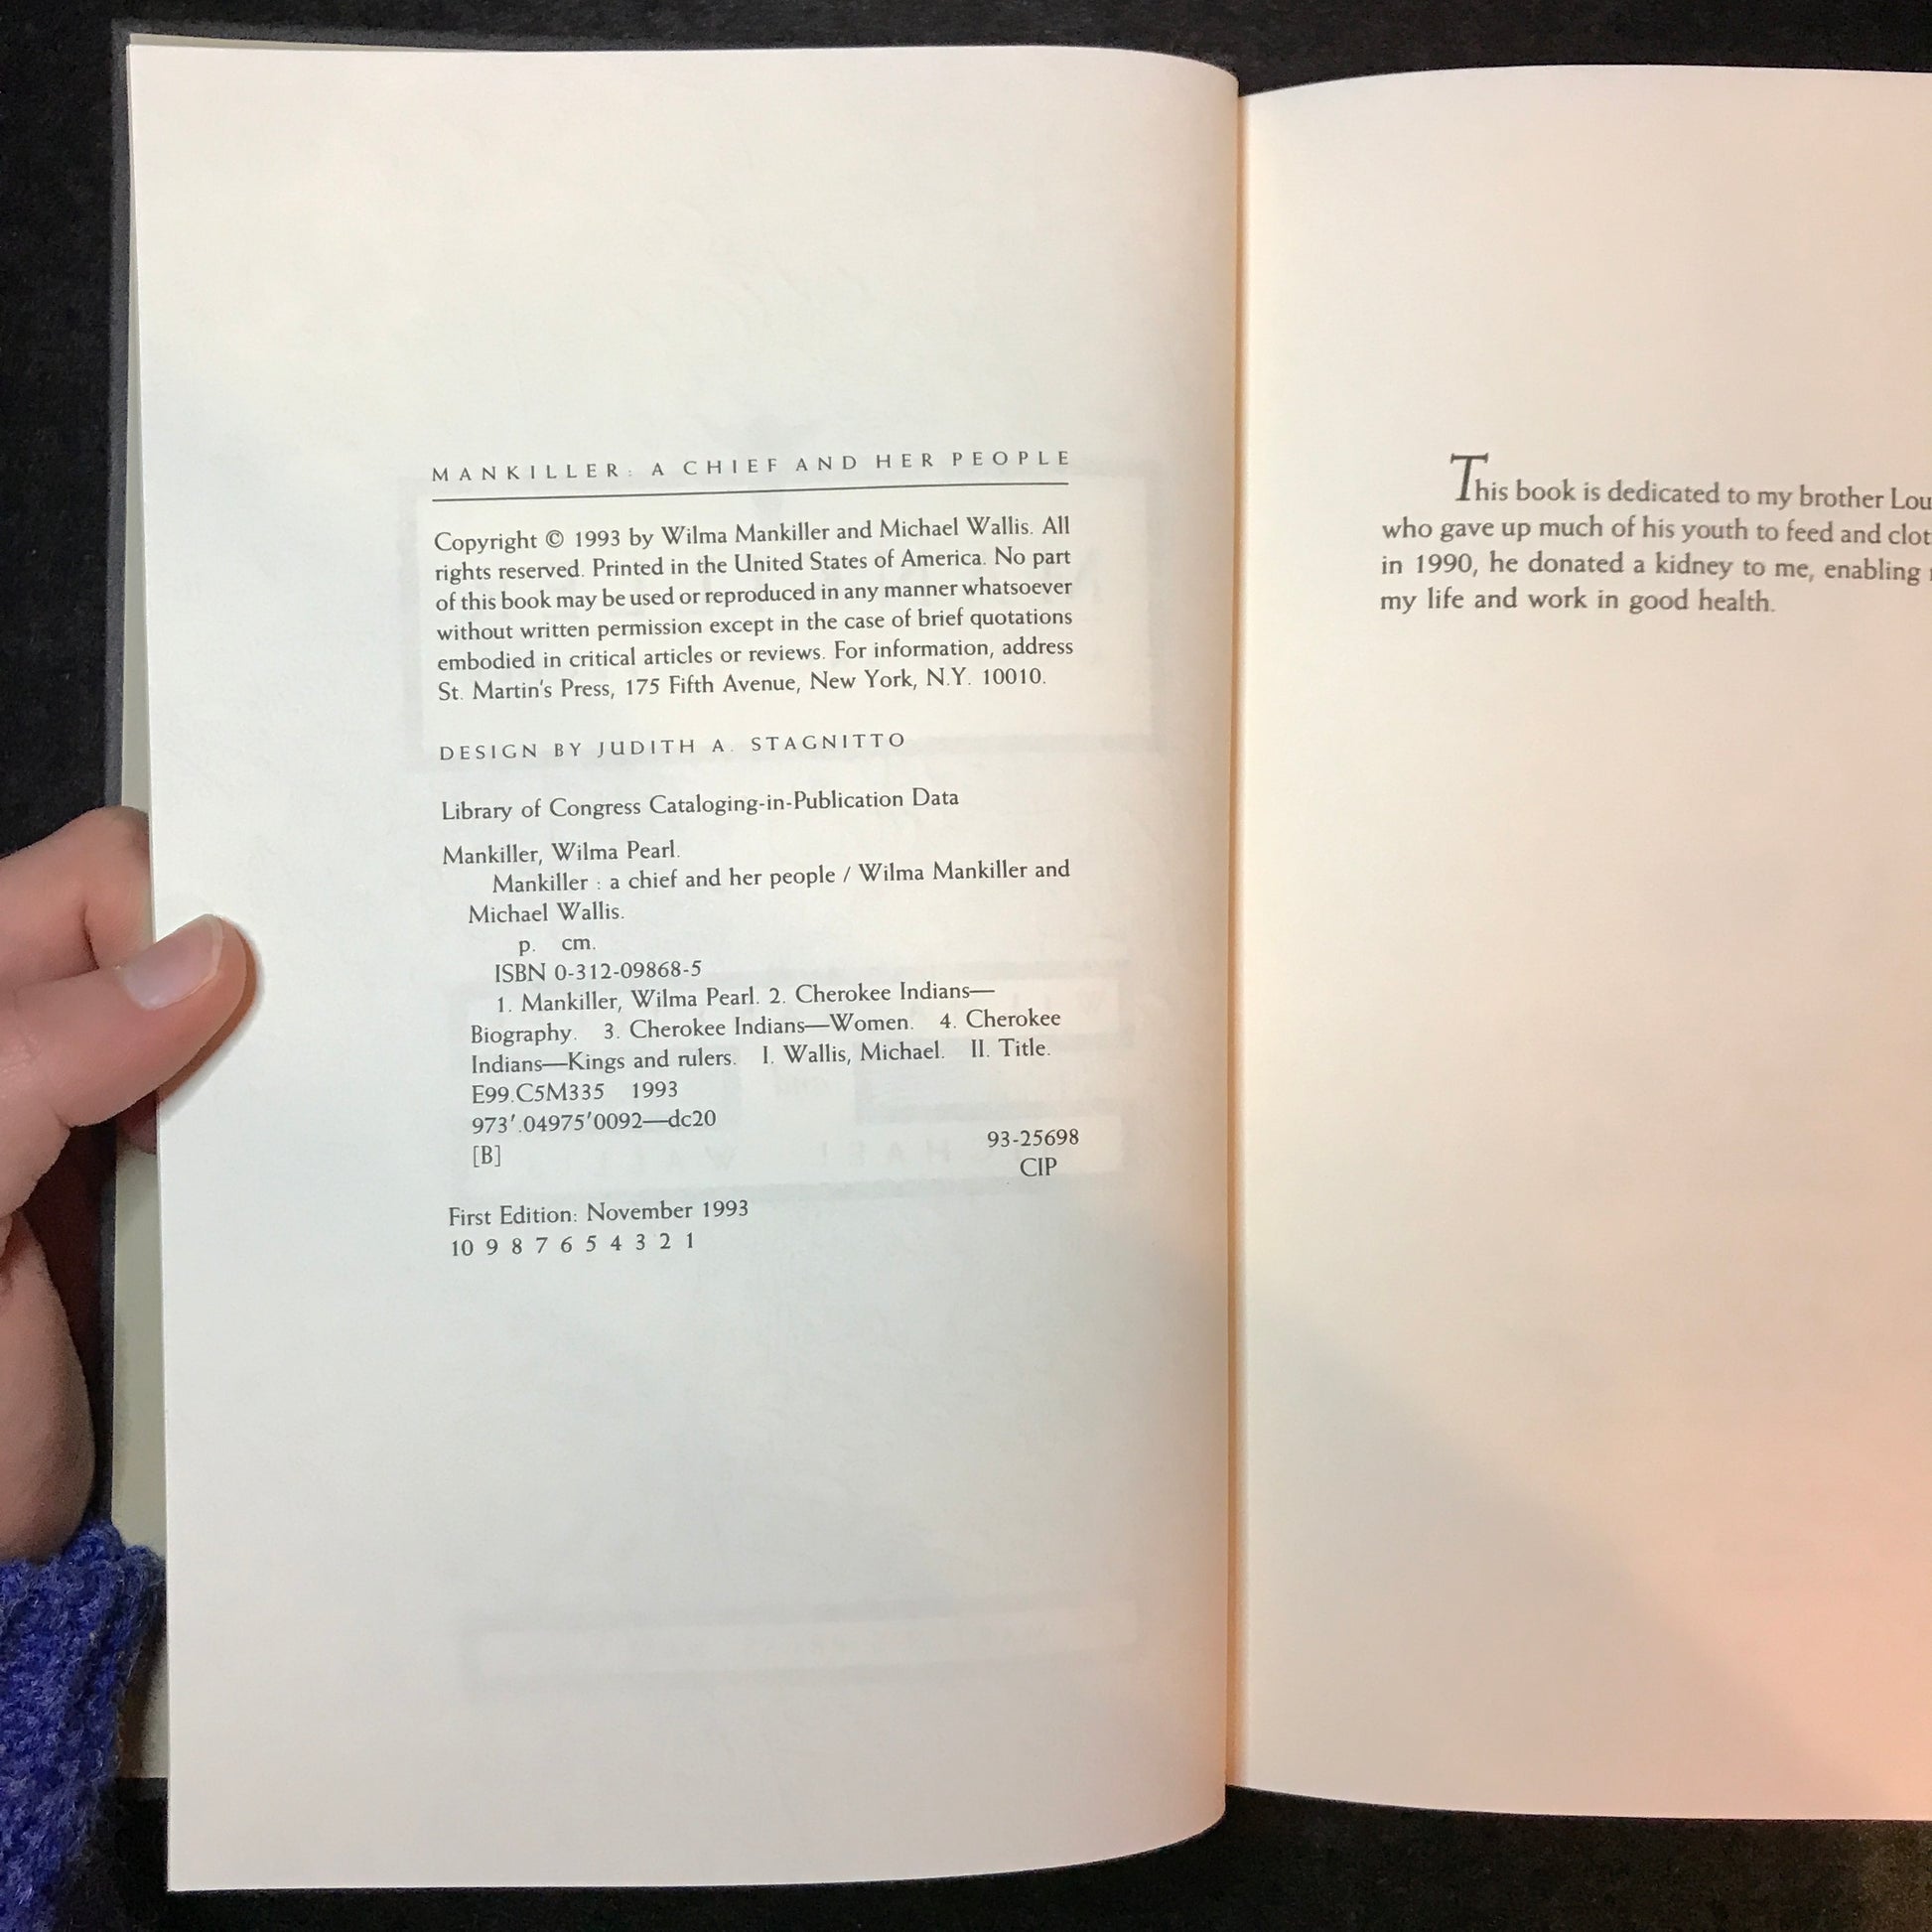 MANKILLER: A CHIEF AND HER PEOPLE
Copyright © 1993 by Wilma Mankiller and Michael Wallis. All
rights reserved. Printed in the United States of America. No part
of this book may be used or reproduced in any manner whatsoever
without written permission except in the case of brief quotations
embodied in critical articles or reviews. For information, address
St. Martin's Press, 175 Fifth Avenue, New York, N.Y. 10010.
DESIGN BY JUDITH A. STAGNITTO
Library of Congress Cataloging-in-Publication Data
Mankiller, Wilma Pearl.
Mankiller : a chief and her people / Wilma Mankiller and
Michael Wallis.
p. cm.
ISBN 0-312-09868-5
1. Mankiller, Wilma Pearl. 2. Cherokee Indians—
Biography. 3. Cherokee Indians—Women. 4. Cherokee
Indians—Kings and rulers. I. Wallis, Michael. II. Title.
E99.C5M335 1993
973'.04975'0092—dc20
[B]
93-25698
CIP
First Edition: November 1993
10 9 8 7 6 5 4 3 2 1
This book is dedicated to my brother Lou
who gave up much of his youth to feed and clot
in 1990, he donated a kidney to me, enabling
my life and work in good health.